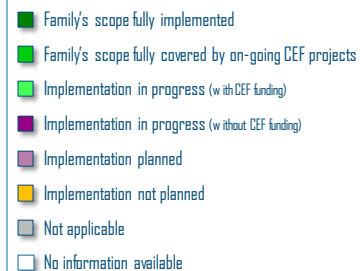 Family's scope fully implemented
Family's scope fully covered by on-going CEF projects
Implementation in progress (with CEF funding)
Implementation in progress (without CEF funding)
Implementation planned
Implementation not planned
Not applicable
No information available